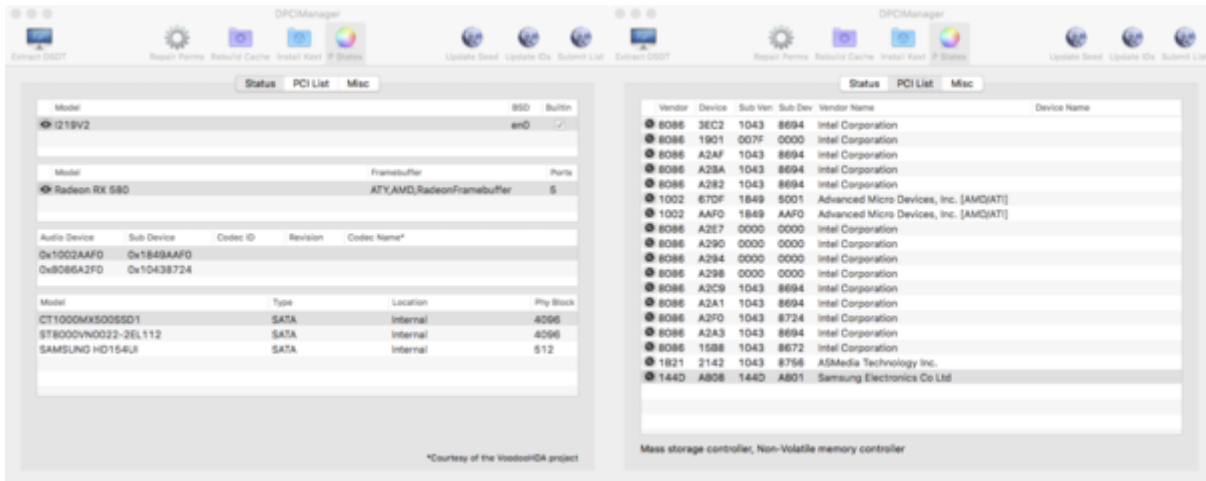 DPCIManager
Extract DSDT Repair Perms Rebuild Cache Install Kext P States Update Seed Update IDs Submit List
Status PCI List Misc
Model BSD Builtin
I219V2 en0
Model Framebuffer Ports
Radeon RX 580 ATY,AMD,RadeonFramebuffer 5
Audio Device Sub Device Codec ID Revision Codec Name*
0x1002AAF0 0x1849AAF0
0x8086A2F0 0x10438724
Model Type Location Phy Block
CT1000MX500SSD1 SATA Internal 4096
ST8000VN0022-2EL112 SATA Internal 4096
SAMSUNG HD154UI SATA Internal 512
*Courtesy of the VoodooHDA project
DPCIManager
Extract DSDT Repair Perms Rebuild Cache Install Kext P States Update Seed Update IDs Submit List
Status PCI List Misc
Vendor Device Sub Ven Sub Dev Vendor Name Device Name
8086 3EC2 1043 8694 Intel Corporation
8086 1901 007F 0000 Intel Corporation
8086 A2AF 1043 8694 Intel Corporation
8086 A2BA 1043 8694 Intel Corporation
8086 A282 1043 8694 Intel Corporation
1002 67DF 1849 5001 Advanced Micro Devices, Inc. [AMD/ATI]
1002 AAF0 1849 AAF0 Advanced Micro Devices, Inc. [AMD/ATI]
8086 A2E7 0000 0000 Intel Corporation
8086 A290 0000 0000 Intel Corporation
8086 A294 0000 0000 Intel Corporation
8086 A298 0000 0000 Intel Corporation
8086 A2C9 1043 8694 Intel Corporation
8086 A2A1 1043 8694 Intel Corporation
8086 A2F0 1043 8724 Intel Corporation
8086 A2A3 1043 8694 Intel Corporation
8086 15B8 1043 8672 Intel Corporation
1B21 2142 1043 8756 ASMedia Technology Inc.
144D A808 144D A801 Samsung Electronics Co Ltd
Mass storage controller, Non-Volatile memory controller